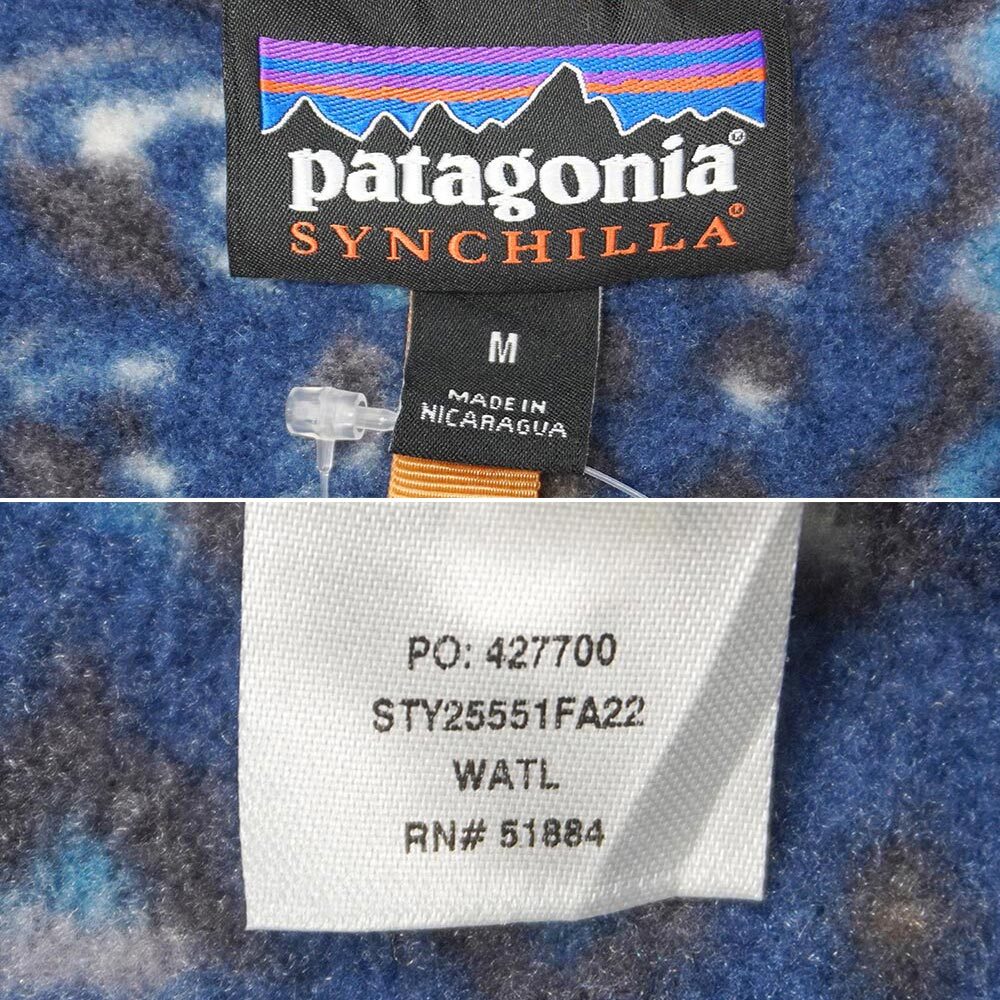 patagonia®
SYNCHILLA®
M
MADE IN
NICARAGUA
PO: 427700
STY25551FA22
WATL
RN# 51884